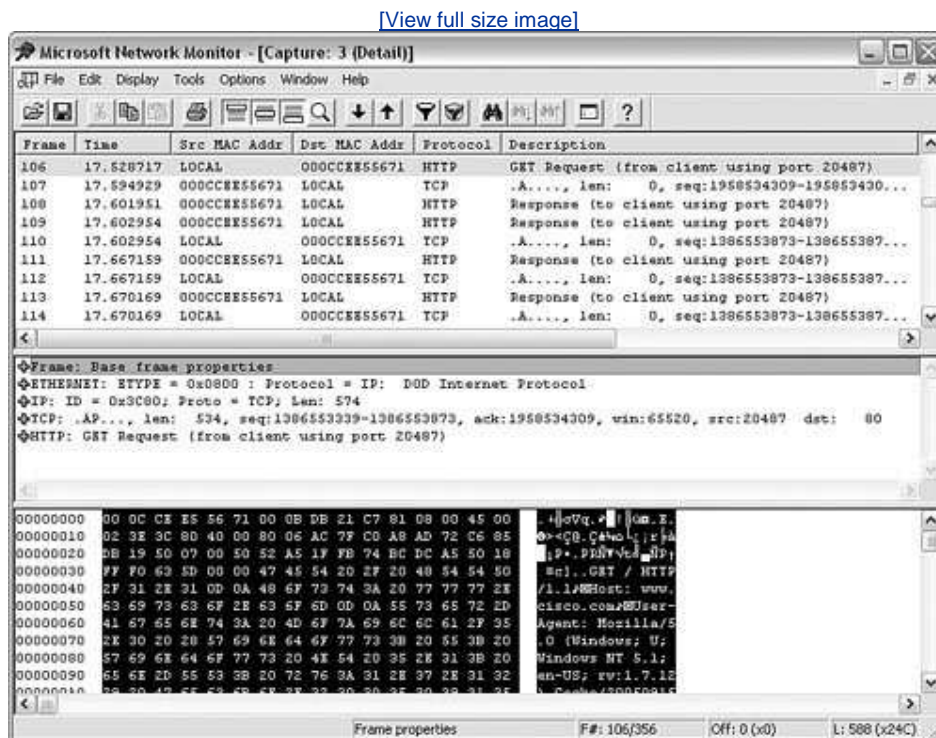 [View full size image]
Microsoft Network Monitor - [Capture: 3 (Detail)]
File Edit Display Tools Options Window Help
Frame Time Src MAC Addr Dst MAC Addr Protocol Description
106 17.528717 LOCAL 000CCEE55671 HTTP GET Request (from client using port 20487)
107 17.594929 000CCEE55671 LOCAL TCP .A...., len: 0, seq:1958534309-195853430...
108 17.601951 000CCEE55671 LOCAL HTTP Response (to client using port 20487)
109 17.602954 000CCEE55671 LOCAL HTTP Response (to client using port 20487)
110 17.602954 LOCAL 000CCEE55671 TCP .A...., len: 0, seq:1386553873-138655387...
111 17.667159 000CCEE55671 LOCAL HTTP Response (to client using port 20487)
112 17.667159 LOCAL 000CCEE55671 TCP .A...., len: 0, seq:1386553873-138655387...
113 17.670169 000CCEE55671 LOCAL HTTP Response (to client using port 20487)
114 17.670169 LOCAL 000CCEE55671 TCP .A...., len: 0, seq:1386553873-138655387...
Frame: Base frame properties
ETHERNET: ETYPE = 0x0800 : Protocol = IP: DOD Internet Protocol
IP: ID = 0x3C80; Proto = TCP; Len: 574
TCP: .AP..., len: 534, seq:1386553339-1386553873, ack:1958534309, win:65520, src:20487 dst: 80
HTTP: GET Request (from client using port 20487)
00000000 00 0C CE E5 56 71 00 0B DB 21 C7 81 08 00 45 00
00000010 02 3E 3C 80 40 00 80 06 AC 7F C0 A8 AD 72 C6 85
00000020 DB 19 50 07 00 50 52 A5 1F FB 74 BC DC A5 50 18
00000030 FF F0 63 5D 00 00 47 45 54 20 2F 20 48 54 54 50 GET / HTTP
00000040 2F 31 2E 31 0D 0A 48 6F 73 74 3A 20 77 77 77 2E /1.1 Host: www.
00000050 63 69 73 63 6F 2E 63 6F 6D 0D 0A 55 73 65 72 2D cisco.com User-
00000060 41 67 65 6E 74 3A 20 4D 6F 7A 69 6C 6C 61 2F 35 Agent: Mozilla/5
00000070 2E 30 20 28 57 69 6E 64 6F 77 73 3B 20 55 3B 20 .0 (Windows; U;
00000080 57 69 6E 64 6F 77 73 20 4E 54 20 35 2E 31 3B 20 Windows NT 5.1;
00000090 65 6E 2D 55 53 3B 20 72 76 3A 31 2E 37 2E 31 32 en-US; rv:1.7.12
Frame properties F#: 106/356 Off: 0 (x0) L: 588 (x24C)